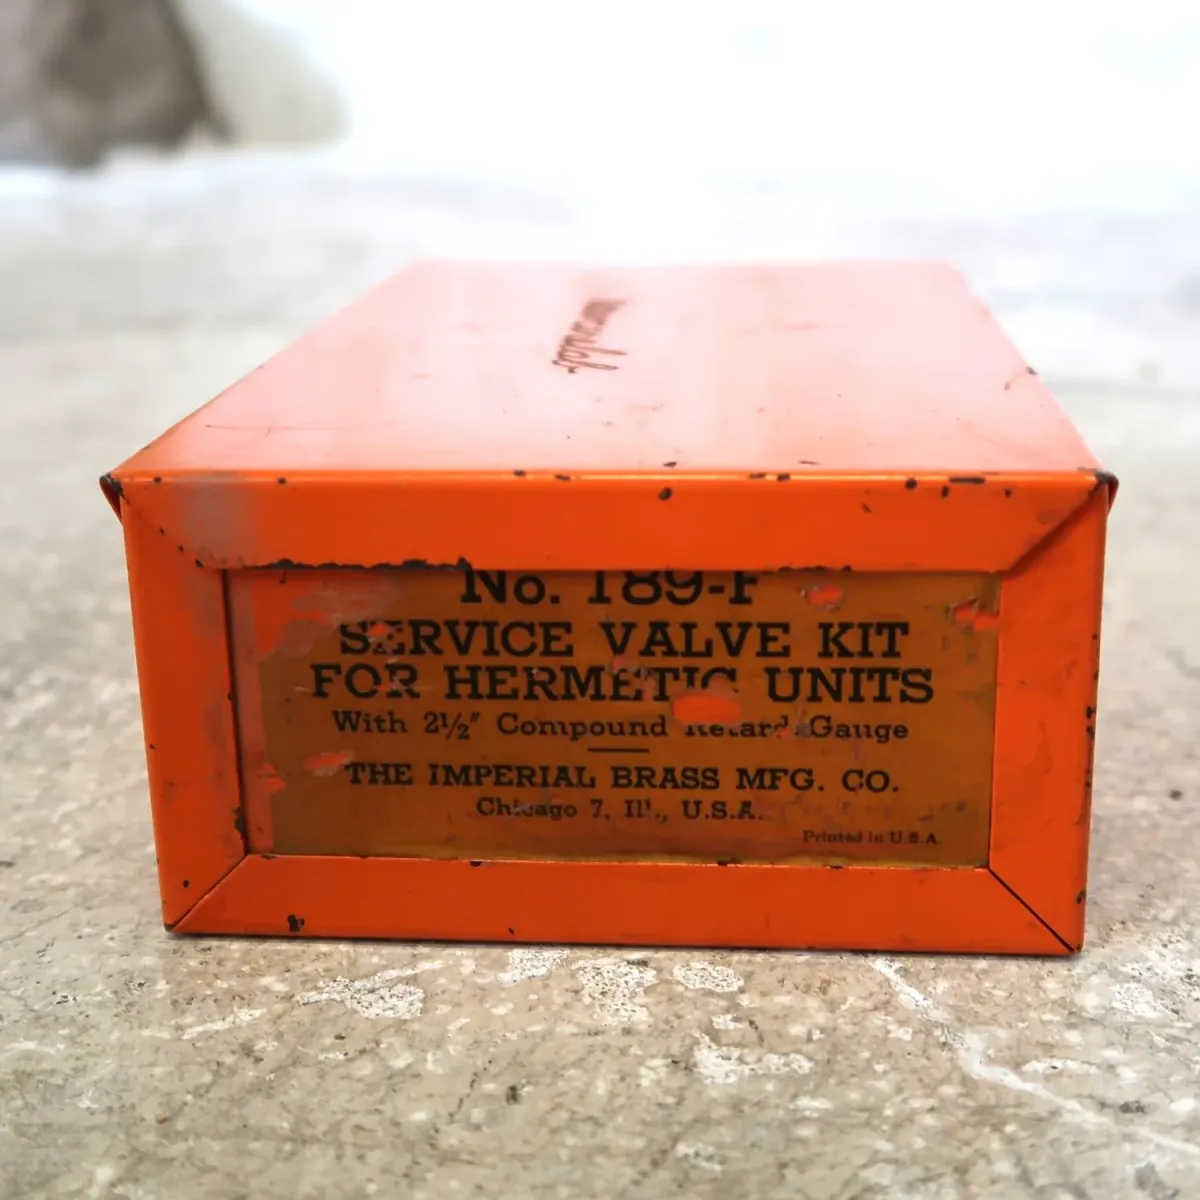 No. 189-F
SERVICE VALVE KIT
FOR HERMETIC UNITS
With 2½" Compound Retard Gauge
THE IMPERIAL BRASS MFG. CO.
Chicago 7, Ill., U.S.A.
Printed in U.S.A.